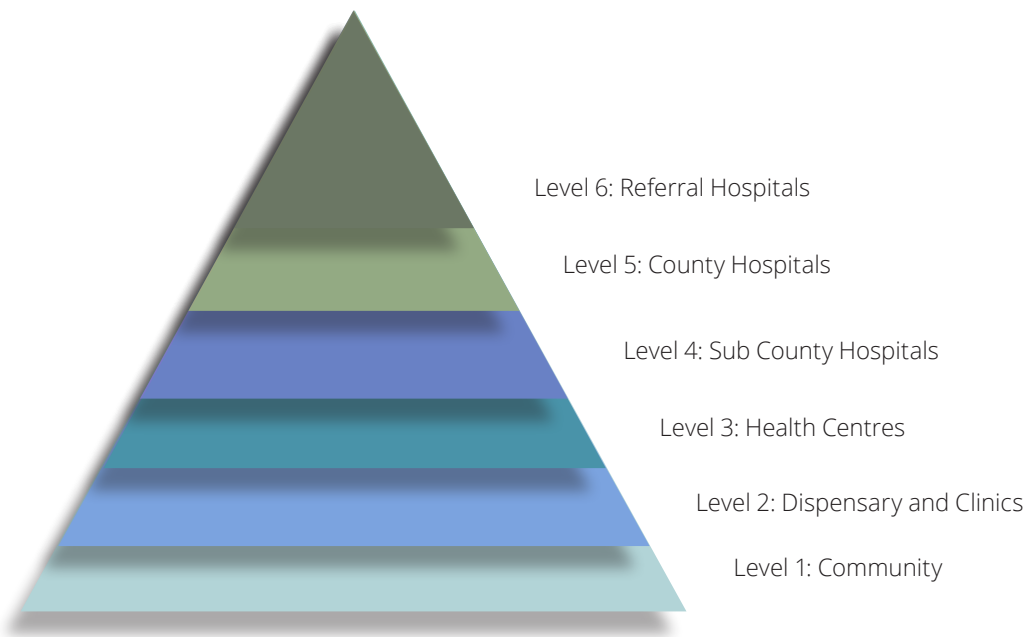 Level 6: Referral Hospitals
Level 5: County Hospitals
Level 4: Sub County Hospitals
Level 3: Health Centres
Level 2: Dispensary and Clinics
Level 1: Community